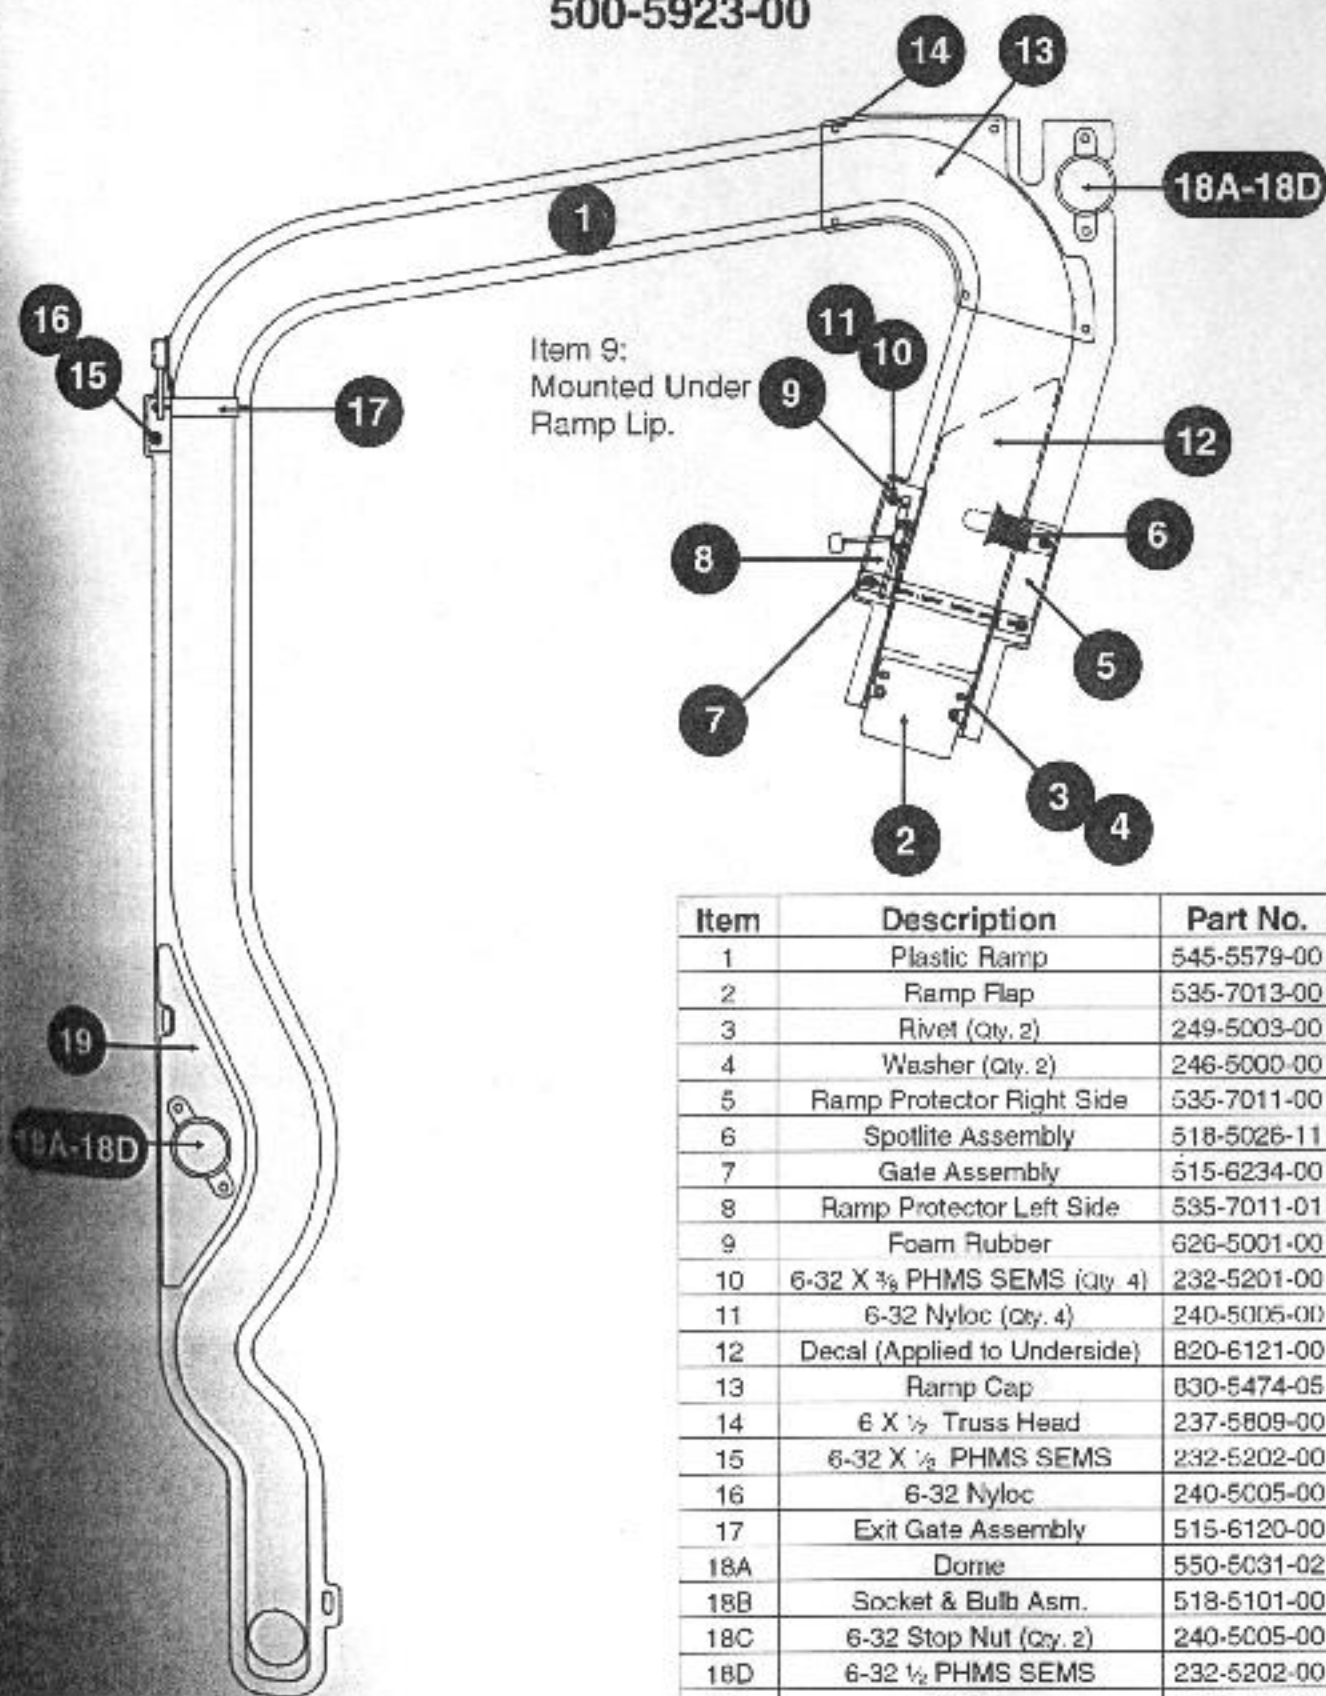 500-5923-00
14
13
18A-18D
1
16
15
17
Item 9:
Mounted Under
Ramp Lip.
11
10
9
12
6
8
5
7
3
4
2
19
18A-18D
Item Description Part No.
1 Plastic Ramp 545-5579-00
2 Ramp Flap 535-7013-00
3 Rivet (Qty. 2) 249-5003-00
4 Washer (Qty. 2) 246-5000-00
5 Ramp Protector Right Side 535-7011-00
6 Spotlite Assembly 518-5026-11
7 Gate Assembly 515-6234-00
8 Ramp Protector Left Side 535-7011-01
9 Foam Rubber 626-5001-00
10 6-32 X ⅜ PHMS SEMS (Qty. 4) 232-5201-00
11 6-32 Nyloc (Qty. 4) 240-5005-00
12 Decal (Applied to Underside) 820-6121-00
13 Ramp Cap 830-5474-05
14 6 X ½ Truss Head 237-5809-00
15 6-32 X ½ PHMS SEMS 232-5202-00
16 6-32 Nyloc 240-5005-00
17 Exit Gate Assembly 515-6120-00
18A Dome 550-5031-02
18B Socket & Bulb Asm. 518-5101-00
18C 6-32 Stop Nut (Qty. 2) 240-5005-00
18D 6-32 ½ PHMS SEMS 232-5202-00